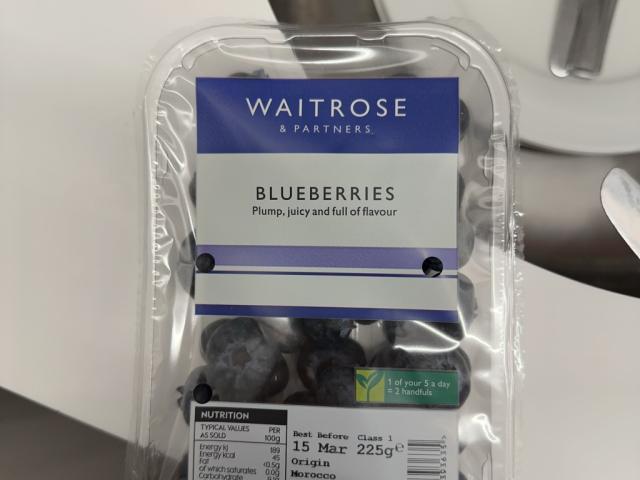 WAITROSE
& PARTNERS
BLUEBERRIES
Plump, juicy and full of flavour
1 of your 5 a day
= 2 handfuls
NUTRITION
TYPICAL VALUES PER
AS SOLD 100g
Energy kJ 189
Energy kcal 45
Fat <0.5g
of which saturates 0.0g
Carbohydrate
Best Before Class 1
15 Mar 225g℮
Origin
Morocco